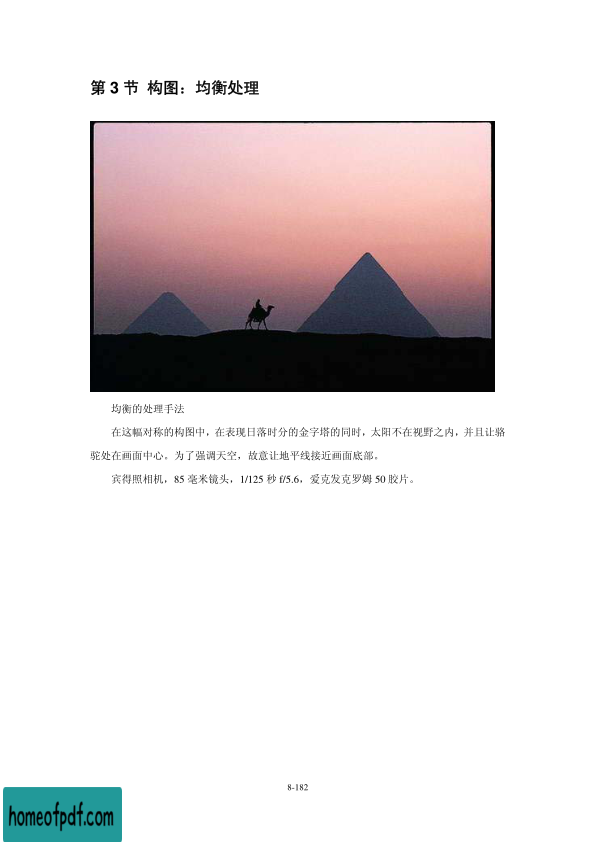 第 3 节 构图：均衡处理
均衡的处理手法
在这幅对称的构图中，在表现日落时分的金字塔的同时，太阳不在视野之内，并且让骆
驼处在画面中心。为了强调天空，故意让地平线接近画面底部。
宾得照相机，85 毫米镜头，1/125 秒 f/5.6，爱克发克罗姆 50 胶片。
8-182
homeofpdf.com